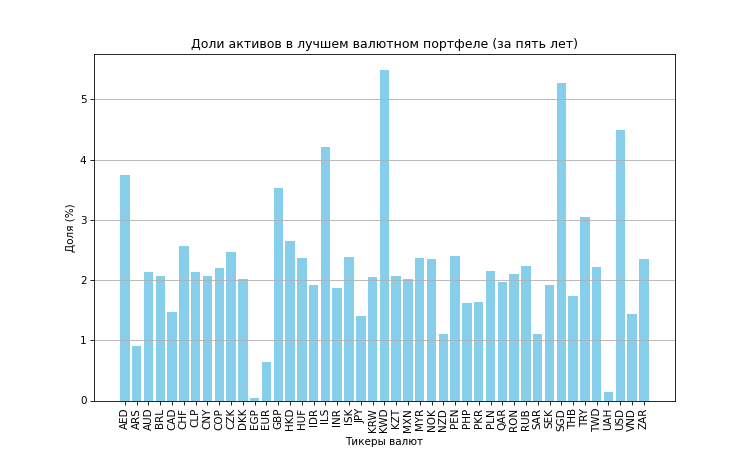 Доли активов в лучшем валютном портфеле (за пять лет)
Доля (%)
5
4
3
2
1
0
AED ARS AUD BRL CAD CHF CLP CNY COP CZK DKK EGP EUR GBP HKD HUF IDR ILS INR ISK JPY KRW KWD KZT MXN MYR NOK NZD PEN PHP PKR PLN QAR RON RUB SAR SEK SGD THB TRY TWD UAH USD VND ZAR
Тикеры валют